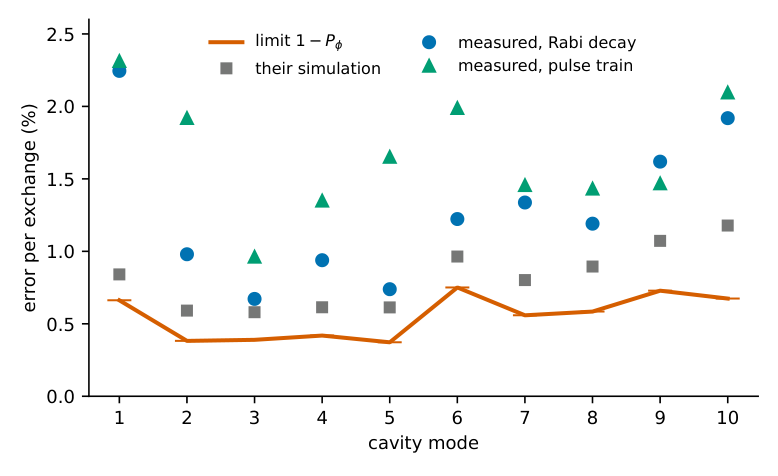 limit 1 − Pϕ
their simulation
measured, Rabi decay
measured, pulse train
error per exchange (%)
2.5
2.0
1.5
1.0
0.5
0.0
1 2 3 4 5 6 7 8 9 10
cavity mode